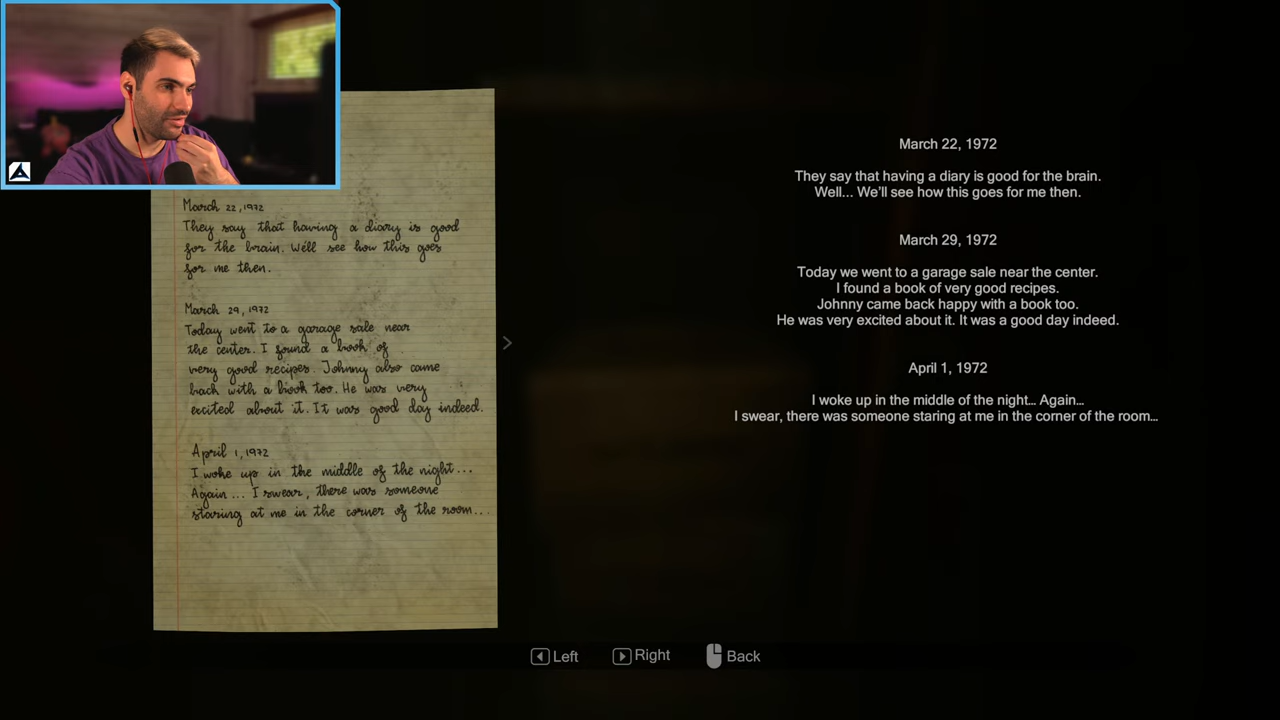 March 22, 1972
They say that having a diary is good
for the brain. We'll see how this goes
for me then.
March 29, 1972
Today went to a garage sale near
the center. I found a book of
very good recipes. Johnny also came
back with a book too. He was very
excited about it. It was good day indeed.
April 1, 1972
I woke up in the middle of the night...
Again... I swear, there was someone
staring at me in the corner of the room...
March 22, 1972
They say that having a diary is good for the brain.
Well... We'll see how this goes for me then.
March 29, 1972
Today we went to a garage sale near the center.
I found a book of very good recipes.
Johnny came back happy with a book too.
He was very excited about it. It was a good day indeed.
April 1, 1972
I woke up in the middle of the night... Again...
I swear, there was someone staring at me in the corner of the room...
Left Right Back